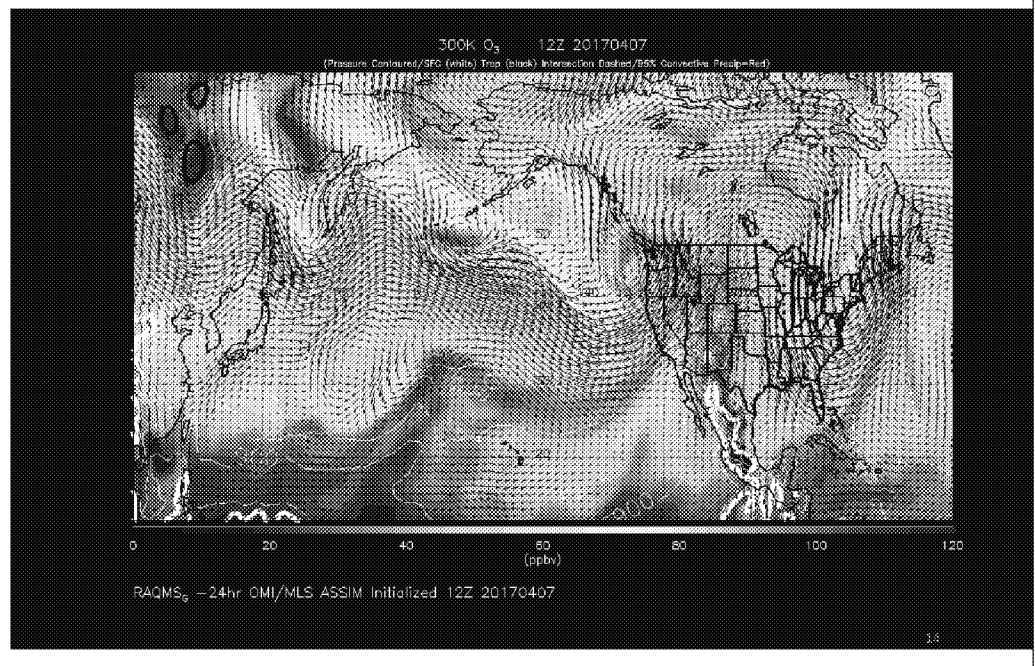 300K O3 12Z 20170407
(Pressure Contoured/SFC (white) Trop (black) Intersection Dashed/85% Convective Precip=Red)
0 20 40 60 80 100 120
(ppbv)
RAQMSG -24hr OMI/MLS ASSIM Initialized 12Z 20170407